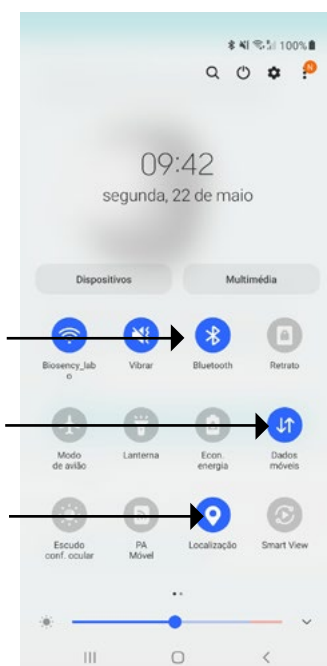 100%
N
09:42
segunda, 22 de maio
Dispositivos
Multimédia
Biosency_lab
o
Vibrar
Bluetooth
Retrato
Modo
de avião
Lanterna
Econ.
energia
Dados
móveis
Escudo
conf. ocular
PA
Móvel
Localização
Smart View